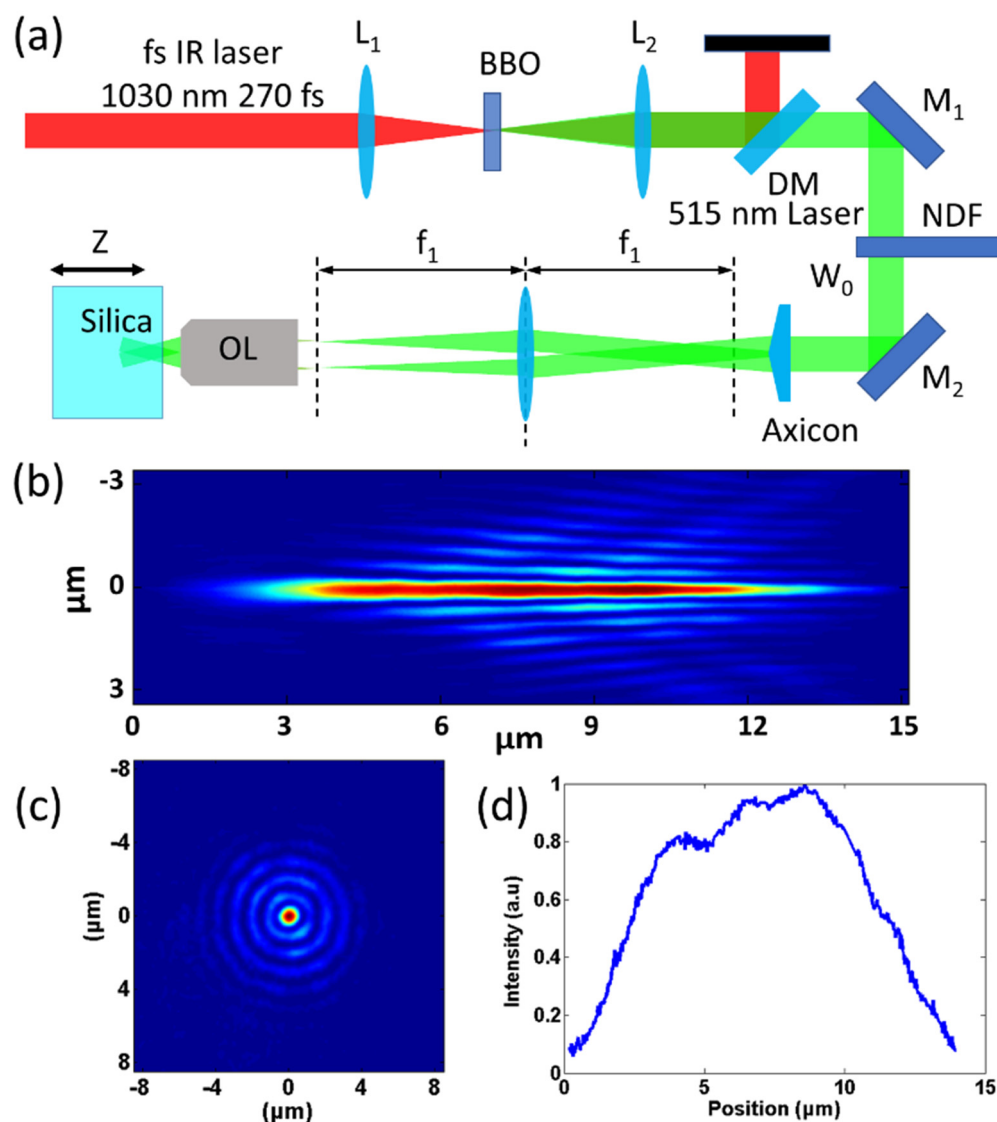 (a)
fs IR laser
1030 nm 270 fs
L1
BBO
L2
M1
DM
515 nm Laser
NDF
W0
M2
Axicon
Z
f1
f1
Silica
OL
(b)
-3
0
3
µm
0
3
6
9
12
15
µm
(c)
-8
-4
0
4
8
(µm)
-8
-4
0
4
8
(µm)
(d)
1
0.8
0.6
0.4
0.2
0
Intensity (a.u)
0
5
10
15
Position (µm)